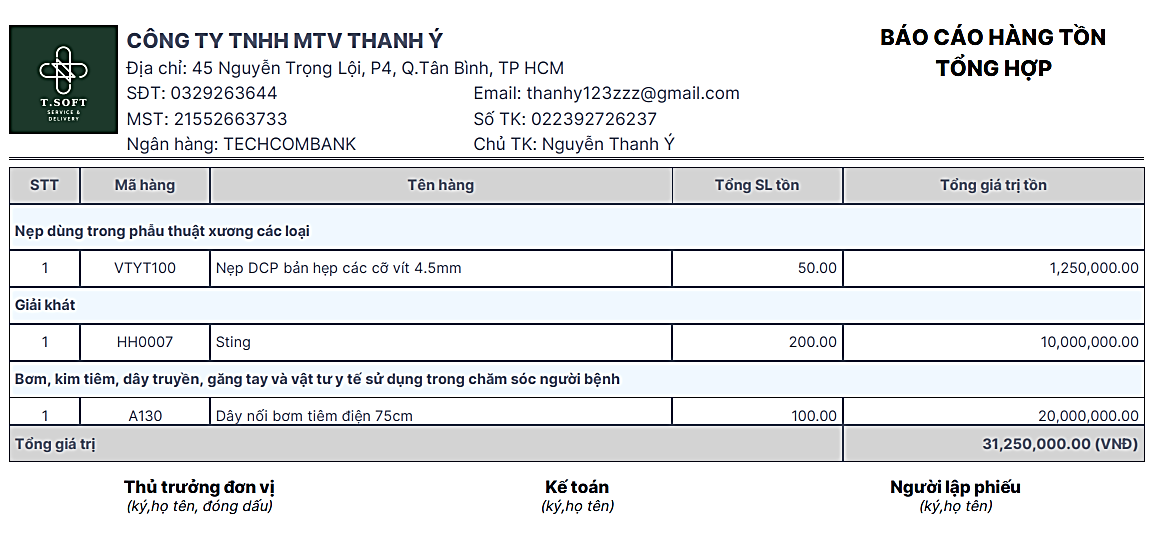 T.SOFT
SERVICE &
DELIVERY
CÔNG TY TNHH MTV THANH Ý
Địa chỉ: 45 Nguyễn Trọng Lội, P4, Q.Tân Bình, TP HCM
SĐT: 0329263644 Email: thanhy123zzz@gmail.com
MST: 21552663733 Số TK: 022392726237
Ngân hàng: TECHCOMBANK Chủ TK: Nguyễn Thanh Ý
BÁO CÁO HÀNG TỒN
TỔNG HỢP
STT Mã hàng Tên hàng Tổng SL tồn Tổng giá trị tồn
Nẹp dùng trong phẫu thuật xương các loại
1 VTYT100 Nẹp DCP bản hẹp các cỡ vít 4.5mm 50.00 1,250,000.00
Giải khát
1 HH0007 Sting 200.00 10,000,000.00
Bơm, kim tiêm, dây truyền, găng tay và vật tư y tế sử dụng trong chăm sóc người bệnh
1 A130 Dây nối bơm tiêm điện 75cm 100.00 20,000,000.00
Tổng giá trị 31,250,000.00 (VNĐ)
Thủ trưởng đơn vị Kế toán Người lập phiếu
(ký,họ tên, đóng dấu) (ký,họ tên) (ký,họ tên)